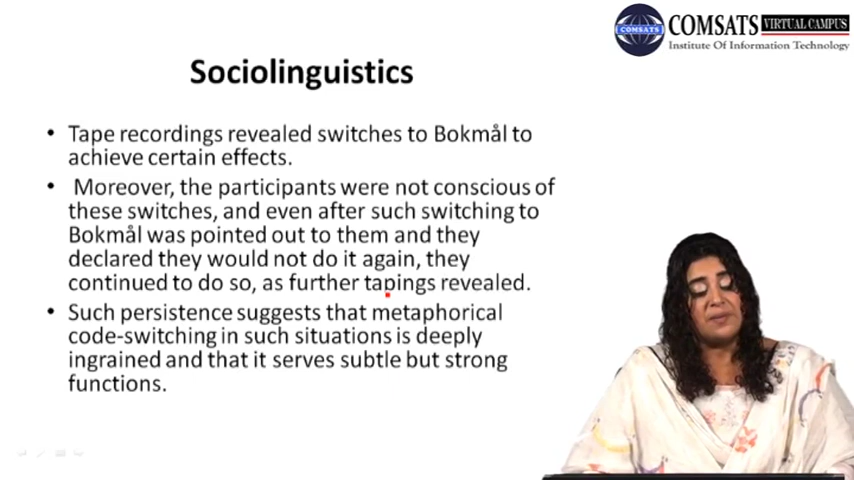 COMSATS
COMSATS VIRTUAL CAMPUS
Institute Of Information Technology
Sociolinguistics
• Tape recordings revealed switches to Bokmål to
achieve certain effects.
• Moreover, the participants were not conscious of
these switches, and even after such switching to
Bokmål was pointed out to them and they
declared they would not do it again, they
continued to do so, as further tapings revealed.
• Such persistence suggests that metaphorical
code-switching in such situations is deeply
ingrained and that it serves subtle but strong
functions.